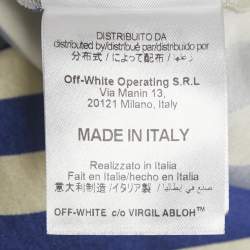 DISTRIBUITO DA
distributed by/distribué par/distribuido por
分布式 / によって配布 /
Off-White Operating S.R.L
Via Manin 13,
20121 Milano, Italy
MADE IN ITALY
Realizzato in Italia
Fait en Italie/hecho en Italia
意大利制造 /イタリア製 / صنع في إيطاليا
OFF-WHITE c/o VIRGIL ABLOH™